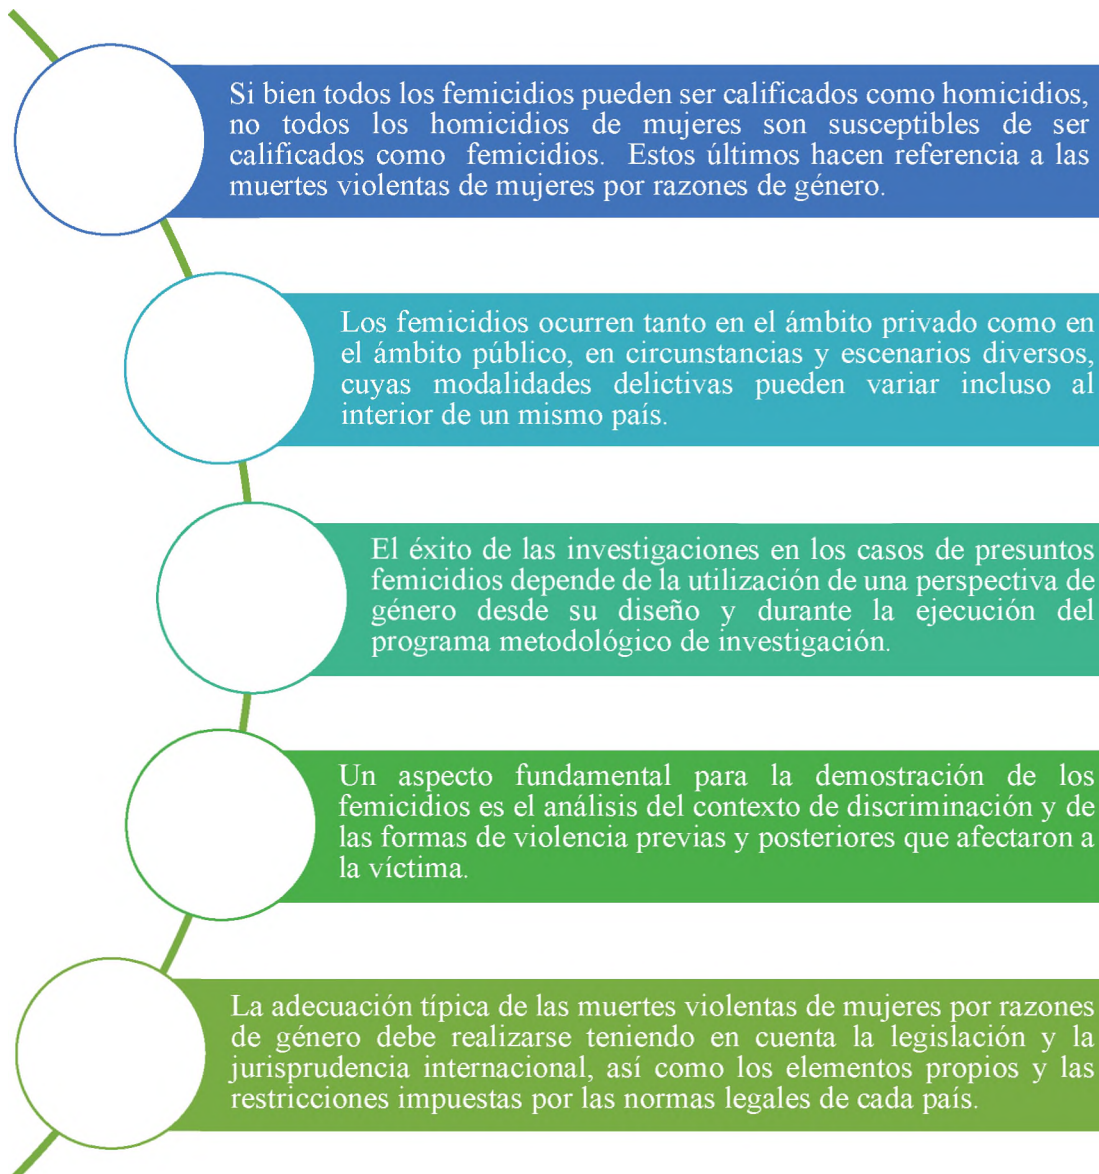 Si bien todos los femicidios pueden ser calificados como homicidios,
no todos los homicidios de mujeres son susceptibles de ser
calificados como femicidios. Estos últimos hacen referencia a las
muertes violentas de mujeres por razones de género.
Los femicidios ocurren tanto en el ámbito privado como en
el ámbito público, en circunstancias y escenarios diversos,
cuyas modalidades delictivas pueden variar incluso al
interior de un mismo país.
El éxito de las investigaciones en los casos de presuntos
femicidios depende de la utilización de una perspectiva de
género desde su diseño y durante la ejecución del
programa metodológico de investigación.
Un aspecto fundamental para la demostración de los
femicidios es el análisis del contexto de discriminación y de
las formas de violencia previas y posteriores que afectaron a
la víctima.
La adecuación típica de las muertes violentas de mujeres por razones
de género debe realizarse teniendo en cuenta la legislación y la
jurisprudencia internacional, así como los elementos propios y las
restricciones impuestas por las normas legales de cada país.